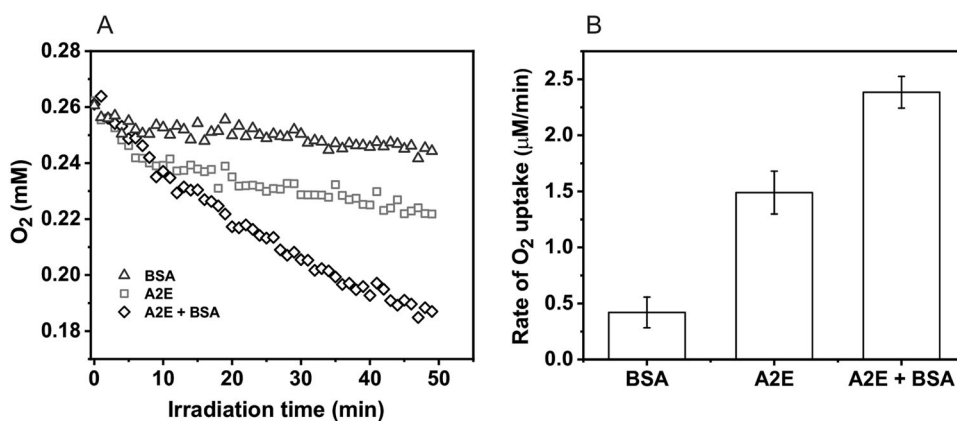 A
B
0.28
0.26
0.24
0.22
0.20
0.18
O2 (mM)
BSA
A2E
A2E + BSA
0 10 20 30 40 50
Irradiation time (min)
2.5
2.0
1.5
1.0
0.5
0.0
Rate of O2 uptake (μM/min)
BSA A2E A2E + BSA